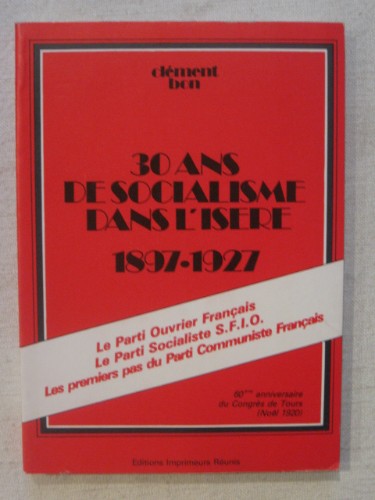 clément
bon
30 ANS
DE SOCIALISME
DANS L'ISERE
1897-1927
Le Parti Ouvrier Français
Le Parti Socialiste S.F.I.O.
Les premiers pas du Parti Communiste Français
60ème anniversaire
du Congrès de Tours
(Noël 1920)
Editions Imprimeurs Réunis